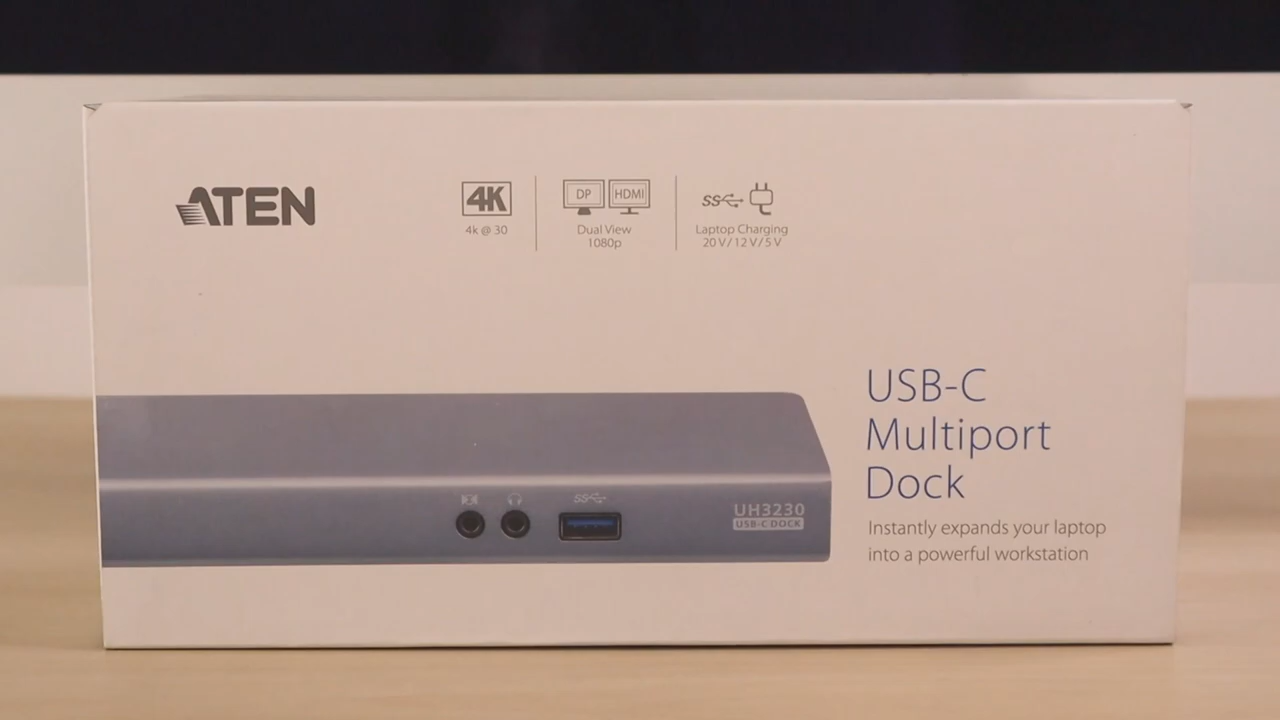 ATEN
4K
4k @ 30
DP
HDMI
Dual View
1080p
SS
Laptop Charging
20 V / 12 V / 5 V
USB-C
Multiport
Dock
Instantly expands your laptop
into a powerful workstation
SS
UH3230
USB-C DOCK